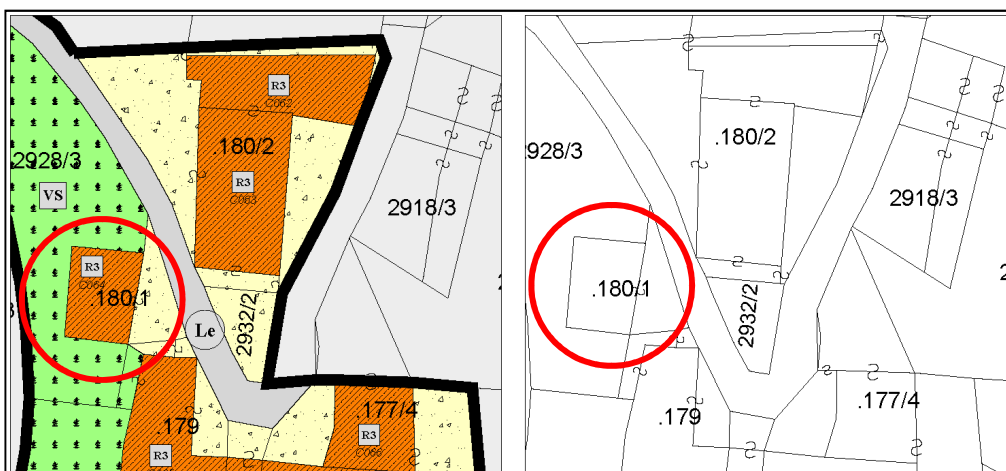 R3
C062
.180/2
2928/3
R3
C063
VS
2918/3
R3
C064
.180/1
Le
2932/2
.179
.177/4
R3
R3
C066
.180/2
928/3
2918/3
.180/1
2932/2
.179
.177/4